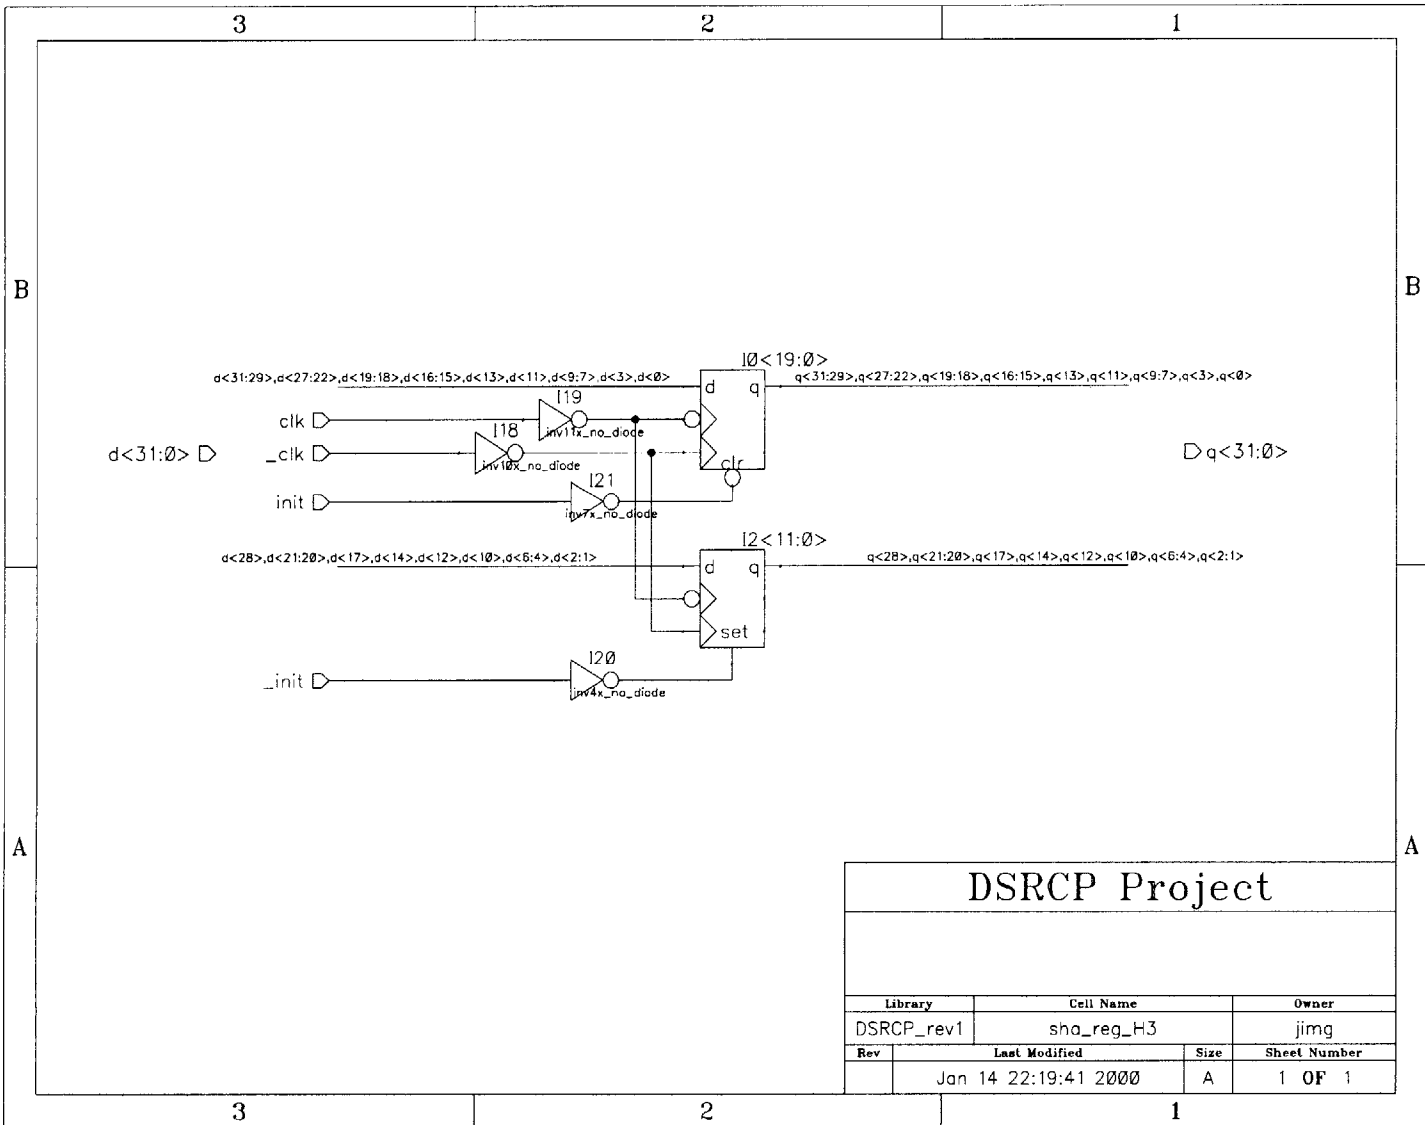 3 2 1
B B
I0<19:0>
d<31:29>,d<27:22>,d<19:18>,d<16:15>,d<13>,d<11>,d<9:7>,d<3>,d<0>
d q
q<31:29>,q<27:22>,q<19:18>,q<16:15>,q<13>,q<11>,q<9:7>,q<3>,q<0>
I19
clk
inv11x_no_diode
I18
d<31:0>
_clk
inv10x_no_diode
clr
q<31:0>
I21
init
inv7x_no_diode
I2<11:0>
d<28>,d<21:20>,d<17>,d<14>,d<12>,d<10>,d<6:4>,d<2:1>
d q
q<28>,q<21:20>,q<17>,q<14>,q<12>,q<10>,q<6:4>,q<2:1>
set
I20
_init
inv4x_no_diode
A A
DSRCP Project
Library Cell Name Owner
DSRCP_rev1 sha_reg_H3 jimg
Rev Last Modified Size Sheet Number
Jan 14 22:19:41 2000 A 1 OF 1
3 2 1